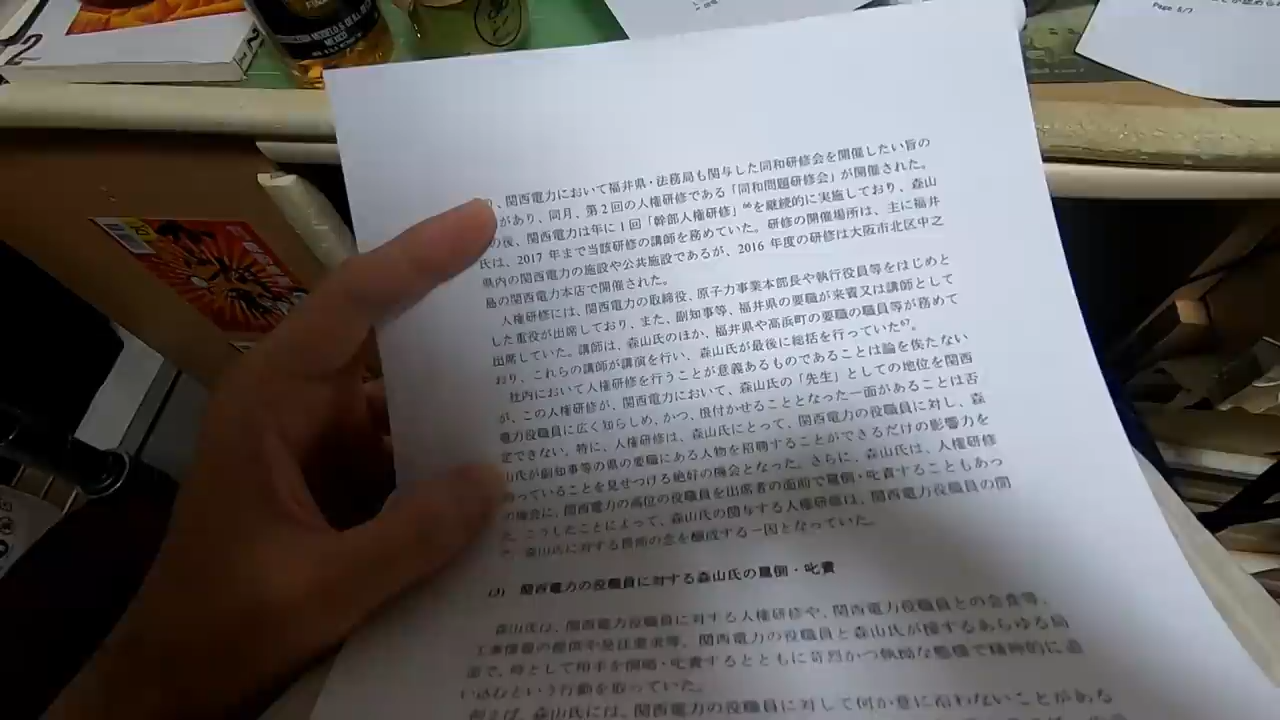 MODELO
MEXICO
2
Page 6/7
、関西電力において福井県・法務局も関与した同和研修会を開催したい旨の
があり、同月、第2回の人権研修である「同和問題研修会」が開催された。
の後、関西電力は年に1回「幹部人権研修」66を継続的に実施しており、森山
氏は、2017 年まで当該研修の講師を務めていた。研修の開催場所は、主に福井
県内の関西電力の施設や公共施設であるが、2016 年度の研修は大阪市北区中之
島の関西電力本店で開催された。
人権研修には、関西電力の取締役、原子力事業本部長や執行役員等をはじめと
した重役が出席しており、また、副知事等、福井県の要職が来賓又は講師として
出席していた。講師は、森山氏のほか、福井県や高浜町の要職の職員等が務めて
おり、これらの講師が講演を行い、森山氏が最後に総括を行っていた67。
社内において人権研修を行うことが意義あるものであることは論を俟たない
が、この人権研修が、関西電力において、森山氏の「先生」としての地位を関西
電力役職員に広く知らしめ、かつ、根付かせることとなった一面があることは否
定できない。特に、人権研修は、森山氏にとって、関西電力の役職員に対し、森
山氏が副知事等の県の要職にある人物を招聘することができるだけの影響力を
っていることを見せつける絶好の機会となった。さらに、森山氏は、人権研修
の機会に、関西電力の高位の役職員を出席者の面前で罵倒・叱責することもあっ
た。こうしたことによって、森山氏の関与する人権研修は、関西電力役職員の間
で、森山氏に対する畏怖の念を醸成する一因となっていた。
(J) 関西電力の役職員に対する森山氏の罵倒・叱責
森山氏は、関西電力役職員に対する人権研修や、関西電力役職員との会食等、
工事情報の提供や発注要求等、関西電力の役職員と森山氏が接するあらゆる局
面で、時として相手を罵倒・叱責するとともに苛烈かつ執拗な態様で精神的に追
い込むという行動を取っていた。
例えば、森山氏には、関西電力の役職員に対して何か意に沿わないことがある